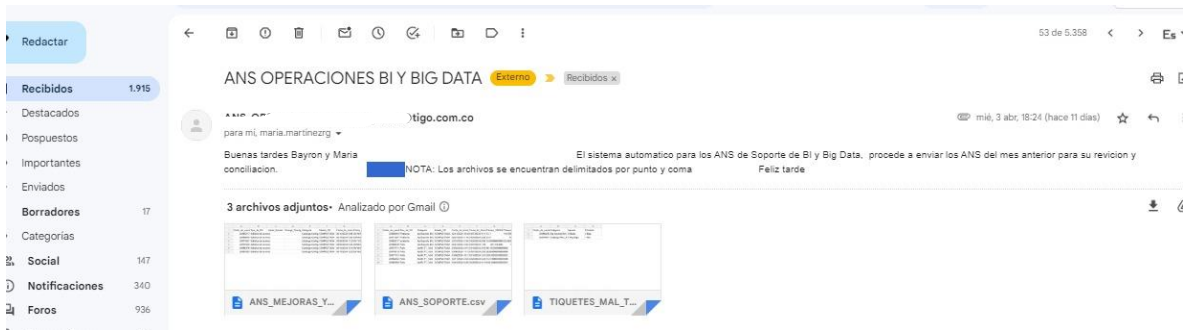 Redactar
53 de 5.358
Es
ANS OPERACIONES BI Y BIG DATA Externo Recibidos x
Recibidos 1.915
Destacados
tigo.com.co
mié, 3 abr, 18:24 (hace 11 días)
Pospuestos
para mí, maria.martinezrg
Importantes
Buenas tardes Bayron y Maria El sistema automatico para los ANS de Soporte de BI y Big Data, procede a enviar los ANS del mes anterior para su revicion y
conciliacion. NOTA: Los archivos se encuentran delimitados por punto y coma Feliz tarde
Enviados
Borradores 17
3 archivos adjuntos • Analizado por Gmail
Categorías
Social 147
Notificaciones 340
Foros 936
ANS_MEJORAS_Y...
ANS_SOPORTE.csv
TIQUETES_MAL_T...